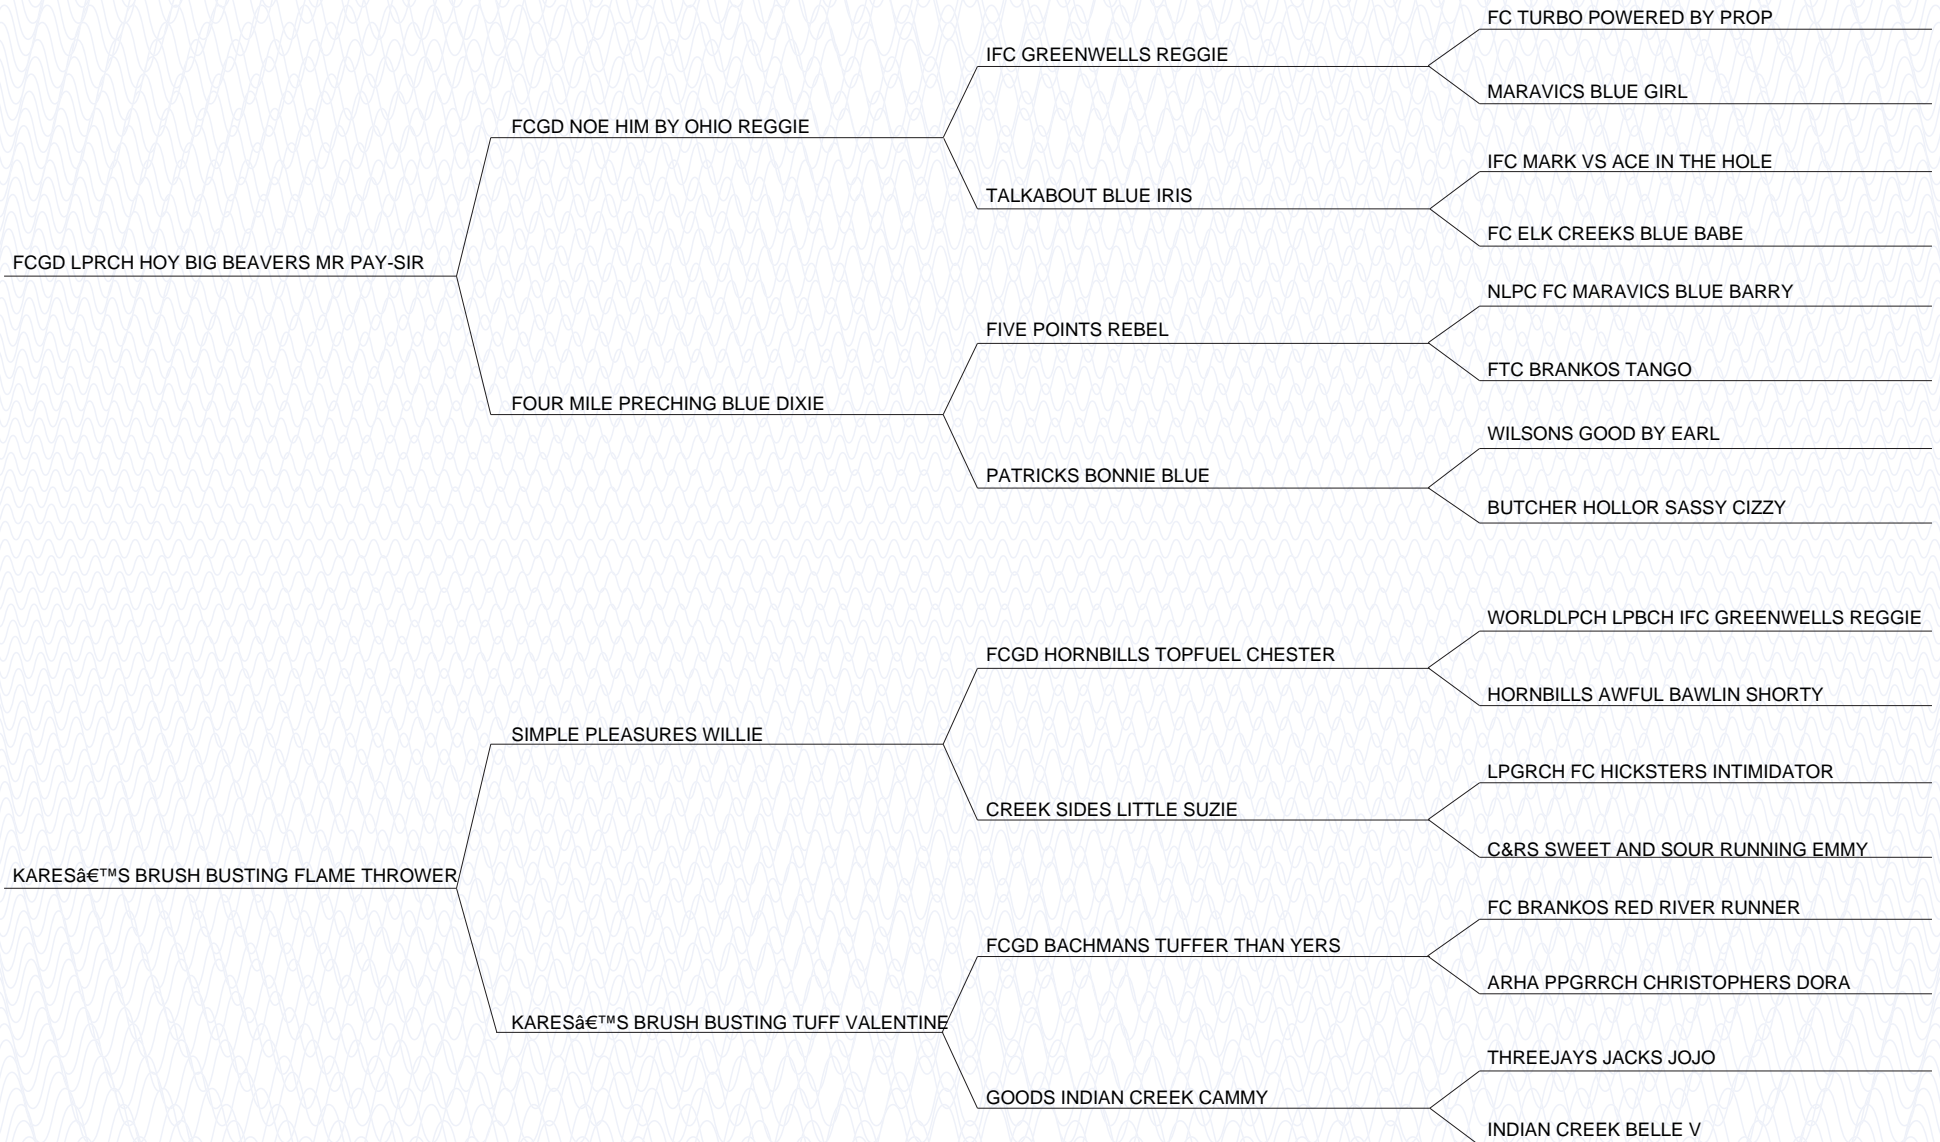 FC TURBO POWERED BY PROP
IFC GREENWELLS REGGIE
MARAVICS BLUE GIRL
FCGD NOE HIM BY OHIO REGGIE
IFC MARK VS ACE IN THE HOLE
TALKABOUT BLUE IRIS
FC ELK CREEKS BLUE BABE
FCGD LPRCH HOY BIG BEAVERS MR PAY-SIR
NLPC FC MARAVICS BLUE BARRY
FIVE POINTS REBEL
FTC BRANKOS TANGO
FOUR MILE PRECHING BLUE DIXIE
WILSONS GOOD BY EARL
PATRICKS BONNIE BLUE
BUTCHER HOLLOR SASSY CIZZY
WORLDLPCH LPBCH IFC GREENWELLS REGGIE
FCGD HORNBILLS TOPFUEL CHESTER
HORNBILLS AWFUL BAWLIN SHORTY
SIMPLE PLEASURES WILLIE
LPGRCH FC HICKSTERS INTIMIDATOR
CREEK SIDES LITTLE SUZIE
C&RS SWEET AND SOUR RUNNING EMMY
KARESâ€™S BRUSH BUSTING FLAME THROWER
FC BRANKOS RED RIVER RUNNER
FCGD BACHMANS TUFFER THAN YERS
ARHA PPGRRCH CHRISTOPHERS DORA
KARESâ€™S BRUSH BUSTING TUFF VALENTINE
THREEJAYS JACKS JOJO
GOODS INDIAN CREEK CAMMY
INDIAN CREEK BELLE V